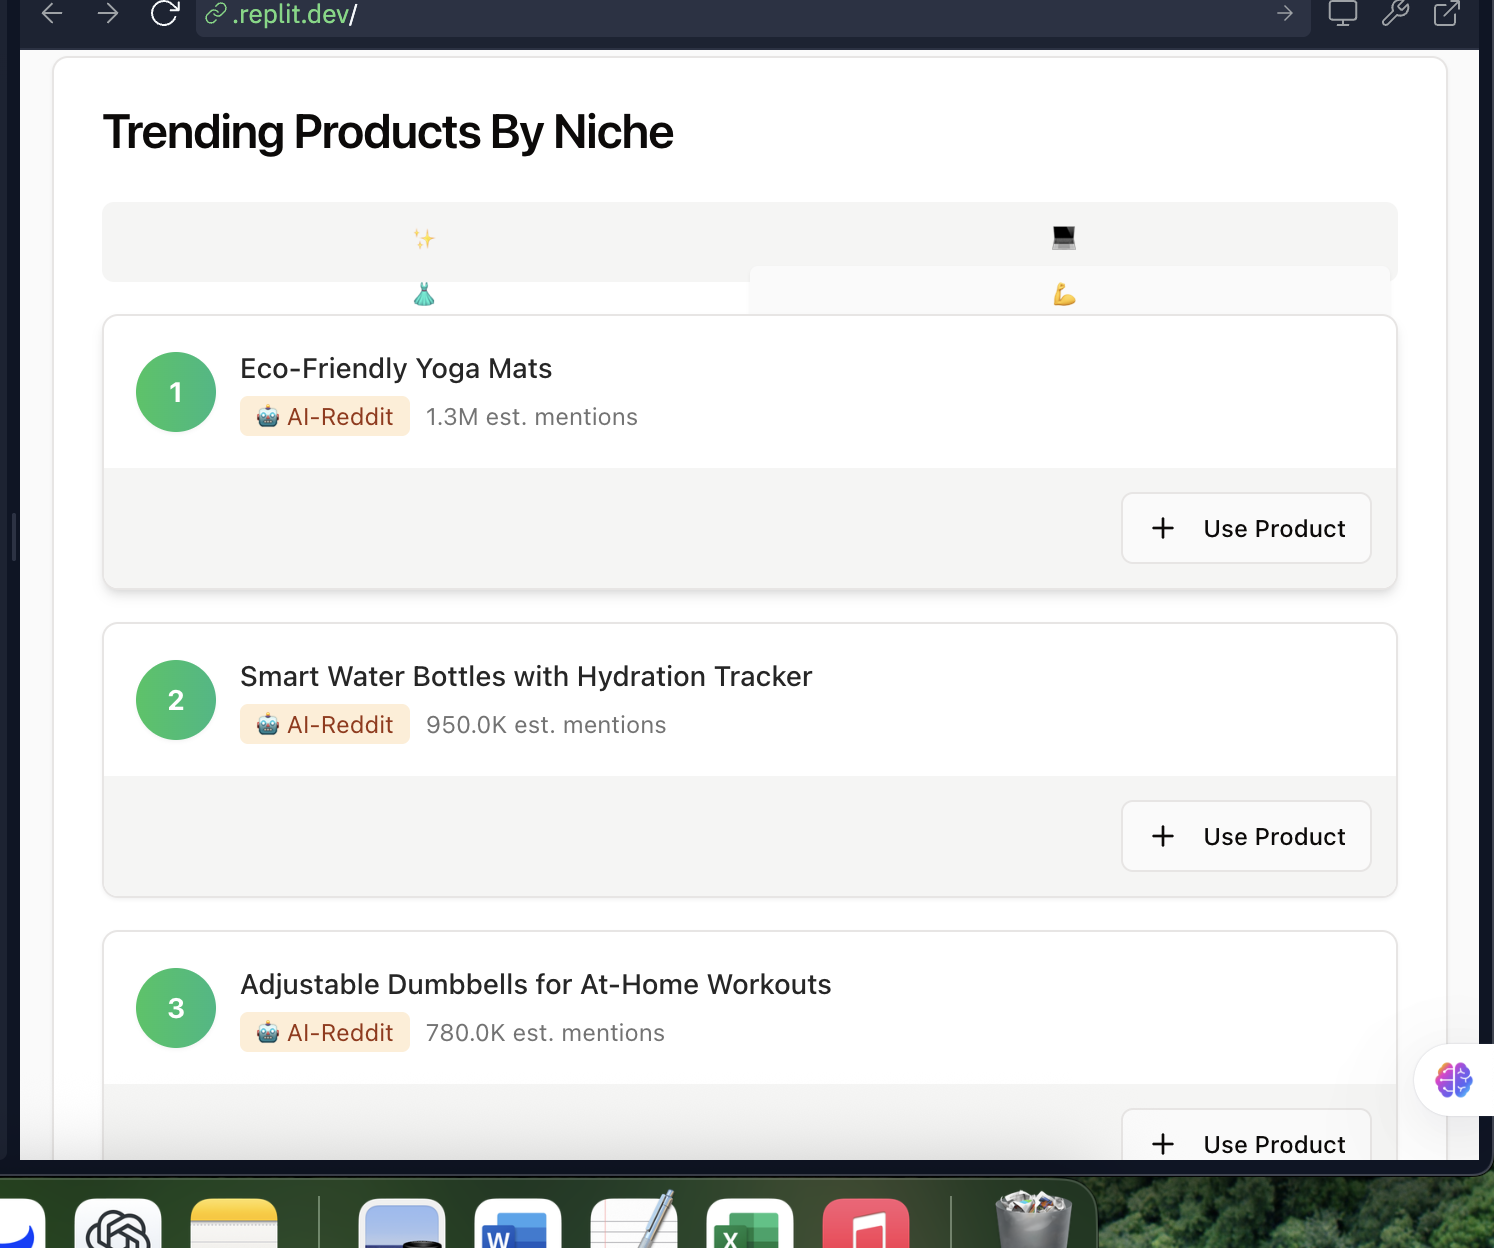 .replit.dev/
Trending Products By Niche
1
Eco-Friendly Yoga Mats
AI-Reddit 1.3M est. mentions
+ Use Product
2
Smart Water Bottles with Hydration Tracker
AI-Reddit 950.0K est. mentions
+ Use Product
3
Adjustable Dumbbells for At-Home Workouts
AI-Reddit 780.0K est. mentions
+ Use Product
W
X